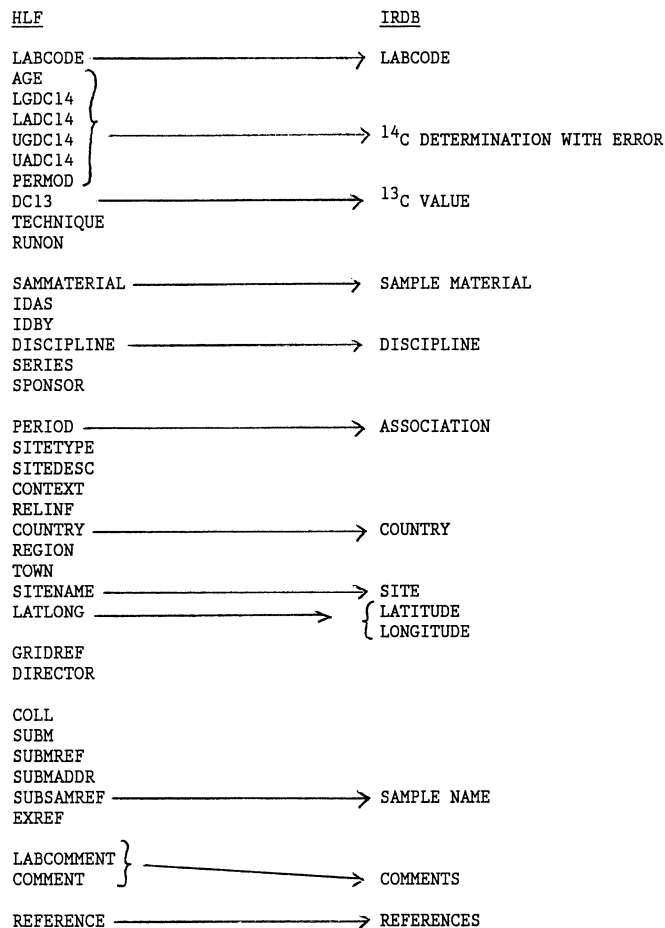 HLF IRDB
LABCODE LABCODE
AGE
LGDC14
LADC14
UGDC14 ¹⁴C DETERMINATION WITH ERROR
UADC14
PERMOD
DC13 ¹³C VALUE
TECHNIQUE
RUNON
SAMMATERIAL SAMPLE MATERIAL
IDAS
IDBY
DISCIPLINE DISCIPLINE
SERIES
SPONSOR
PERIOD ASSOCIATION
SITETYPE
SITEDESC
CONTEXT
RELINF
COUNTRY COUNTRY
REGION
TOWN
SITENAME SITE
LATLONG LATITUDE
LONGITUDE
GRIDREF
DIRECTOR
COLL
SUBM
SUBMREF
SUBMADDR
SUBSAMREF SAMPLE NAME
EXREF
LABCOMMENT
COMMENT COMMENTS
REFERENCE REFERENCES